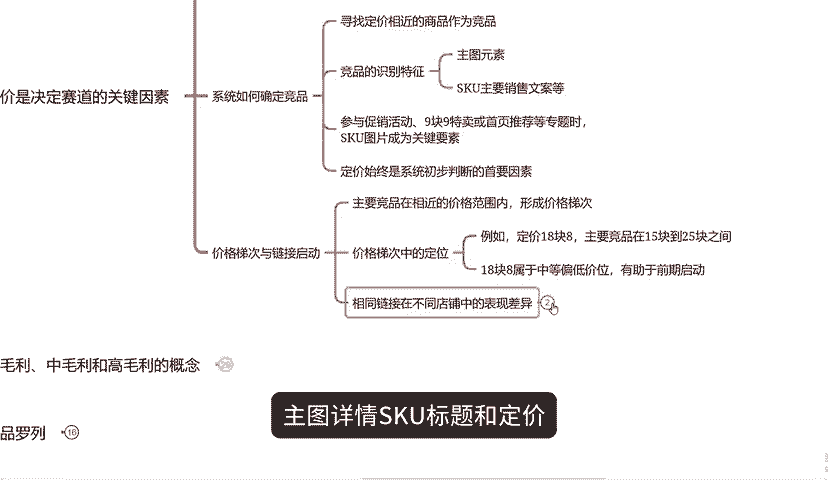 寻找定价相近的商品作为竞品
主图元素
竞品的识别特征
SKU主要销售文案等
价是决定赛道的关键因素
系统如何确定竞品
参与促销活动、9块9特卖或首页推荐等专题时，
SKU图片成为关键要素
定价始终是系统初步判断的首要因素
主要竞品在相近的价格范围内，形成价格梯次
例如，定价18块8，主要竞品在15块到25块之间
价格梯次与链接启动
价格梯次中的定位
18块8属于中等偏低价位，有助于前期启动
相同链接在不同店铺中的表现差异
2
毛利、中毛利和高毛利的概念
主图详情SKU标题和定价
品罗列
16